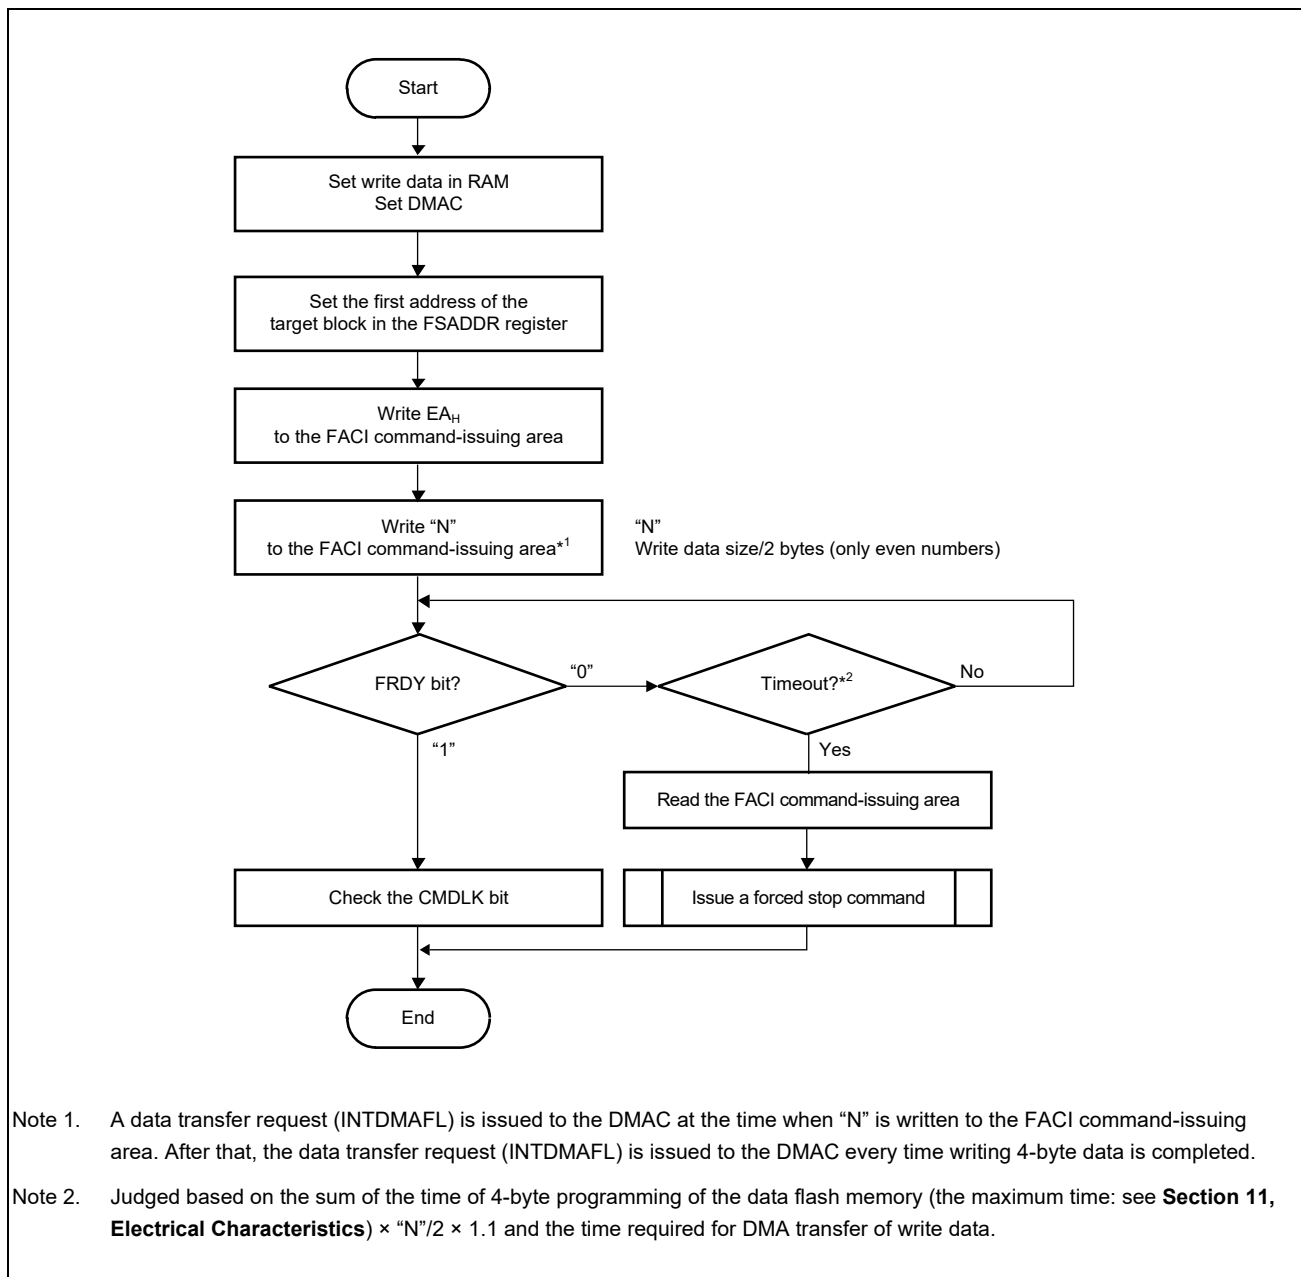 Start
Set write data in RAM
Set DMAC
Set the first address of the
target block in the FSADDR register
Write EAH
to the FACI command-issuing area
Write “N”
to the FACI command-issuing area*1
“N”
Write data size/2 bytes (only even numbers)
FRDY bit?
“0”
Timeout?*2
No
“1”
Yes
Read the FACI command-issuing area
Check the CMDLK bit
Issue a forced stop command
End
Note 1. A data transfer request (INTDMAFL) is issued to the DMAC at the time when “N” is written to the FACI command-issuing
area. After that, the data transfer request (INTDMAFL) is issued to the DMAC every time writing 4-byte data is completed.
Note 2. Judged based on the sum of the time of 4-byte programming of the data flash memory (the maximum time: see Section 11,
Electrical Characteristics) × “N”/2 × 1.1 and the time required for DMA transfer of write data.